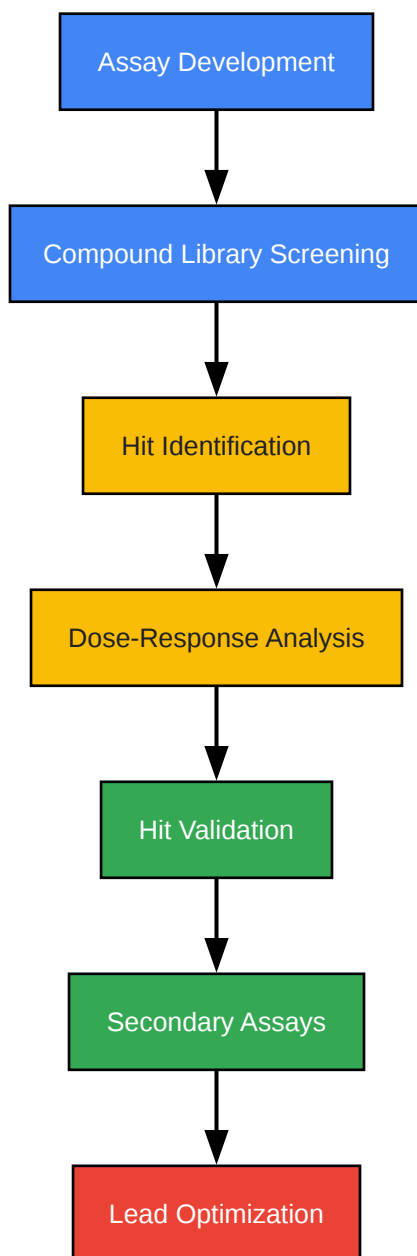 Assay Development
Compound Library Screening
Hit Identification
Dose-Response Analysis
Hit Validation
Secondary Assays
Lead Optimization